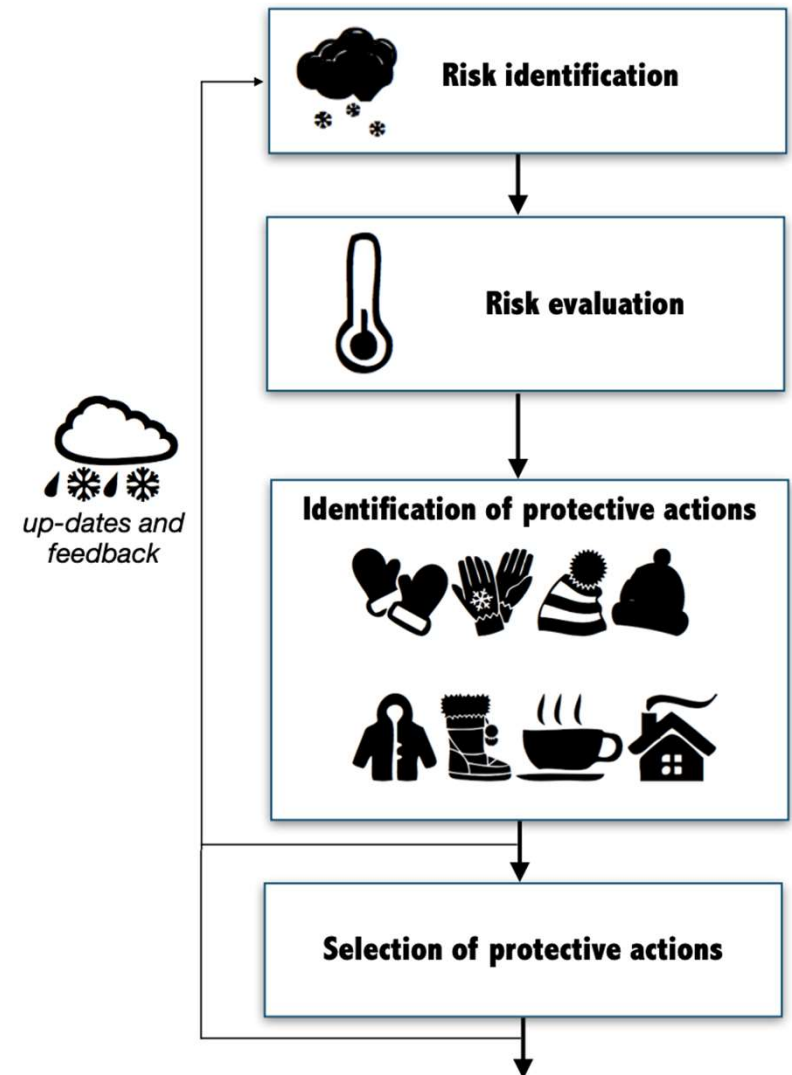 Risk identification
Risk evaluation
up-dates and
feedback
Identification of protective actions
Selection of protective actions